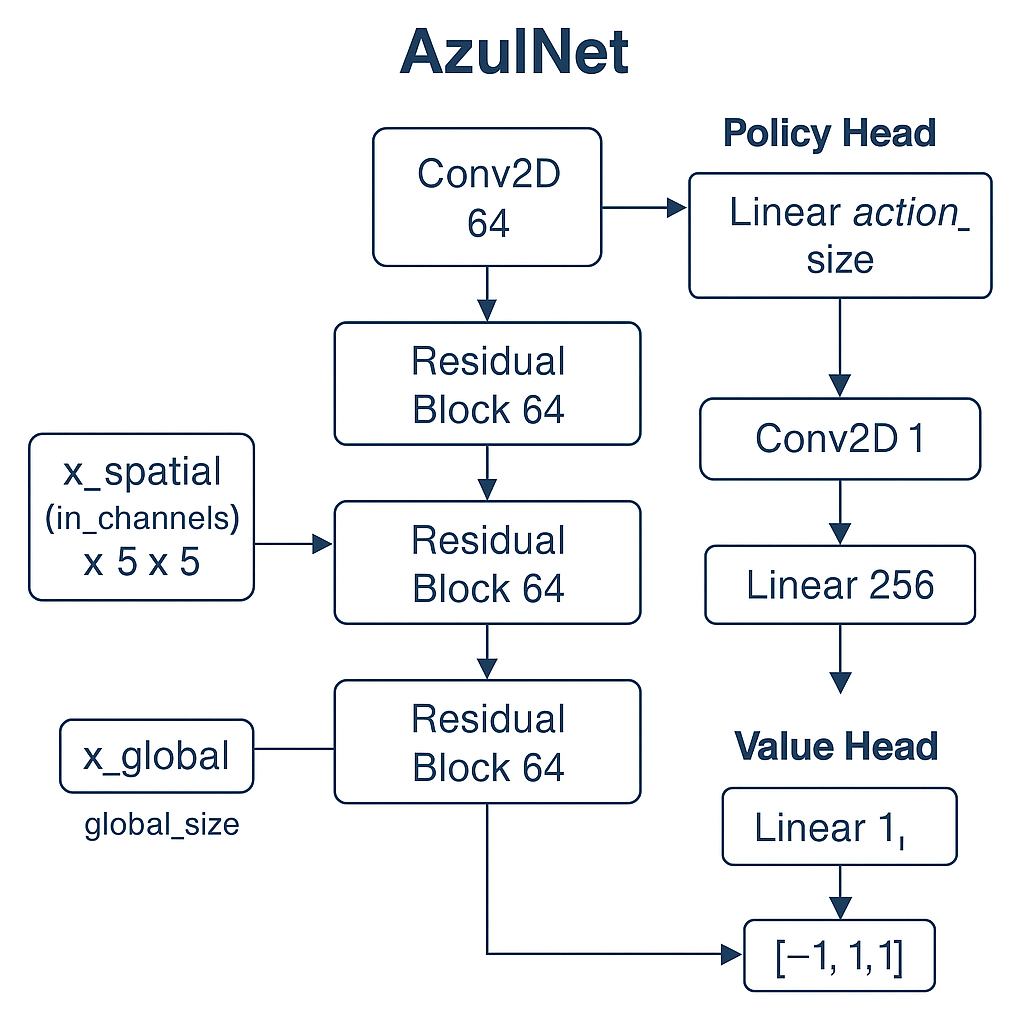 AzulNet
Conv2D
64
Residual
Block 64
x_spatial
(in_channels)
x 5 x 5
Residual
Block 64
x_global
global_size
Residual
Block 64
Policy Head
Linear action_
size
Conv2D 1
Linear 256
Value Head
Linear 1,
[−1, 1,1]